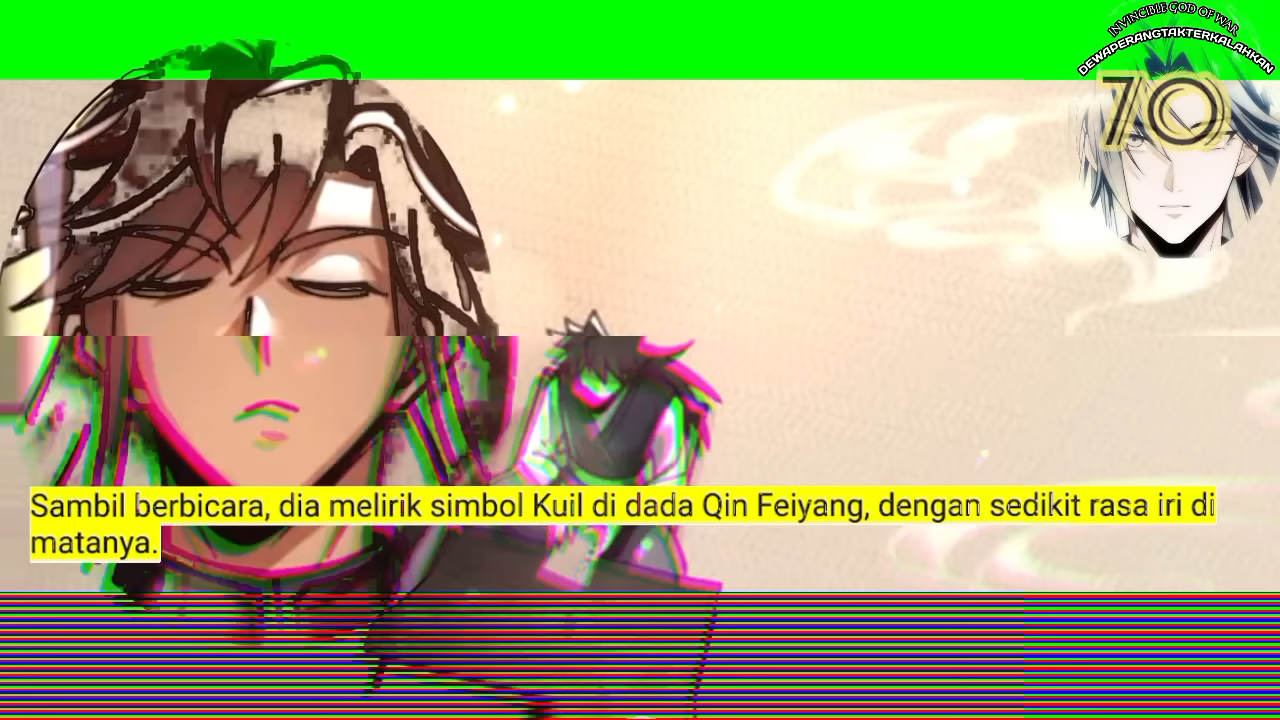 INVINCIBLE GOD OF WAR
DEWAPERANGTAKTERKALAHKAN
70
Sambil berbicara, dia melirik simbol Kuil di dada Qin Feiyang, dengan sedikit rasa iri di
matanya.